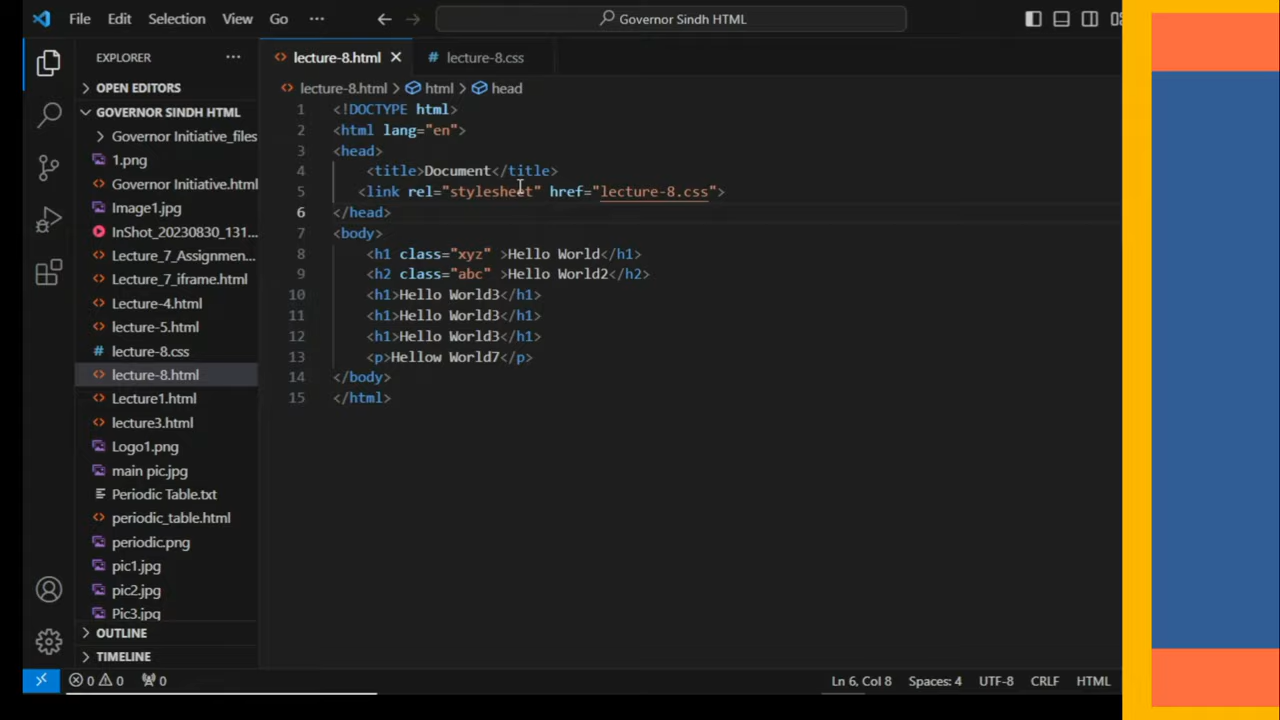 File Edit Selection View Go ··· Governor Sindh HTML
EXPLORER ···
OPEN EDITORS
GOVERNOR SINDH HTML
Governor Initiative_files
1.png
Governor Initiative.html
Image1.jpg
InShot_20230830_131...
Lecture_7_Assignmen...
Lecture_7_iframe.html
Lecture-4.html
lecture-5.html
# lecture-8.css
lecture-8.html
Lecture1.html
lecture3.html
Logo1.png
main pic.jpg
Periodic Table.txt
periodic_table.html
periodic.png
pic1.jpg
pic2.jpg
Pic3.jpg
OUTLINE
TIMELINE
lecture-8.html # lecture-8.css
lecture-8.html > html > head
1 <!DOCTYPE html>
2 <html lang="en">
3 <head>
4 <title>Document</title>
5 <link rel="stylesheet" href="lecture-8.css">
6 </head>
7 <body>
8 <h1 class="xyz" >Hello World</h1>
9 <h2 class="abc" >Hello World2</h2>
10 <h1>Hello World3</h1>
11 <h1>Hello World3</h1>
12 <h1>Hello World3</h1>
13 <p>Hellow World7</p>
14 </body>
15 </html>
0 0 0 Ln 6, Col 8 Spaces: 4 UTF-8 CRLF HTML